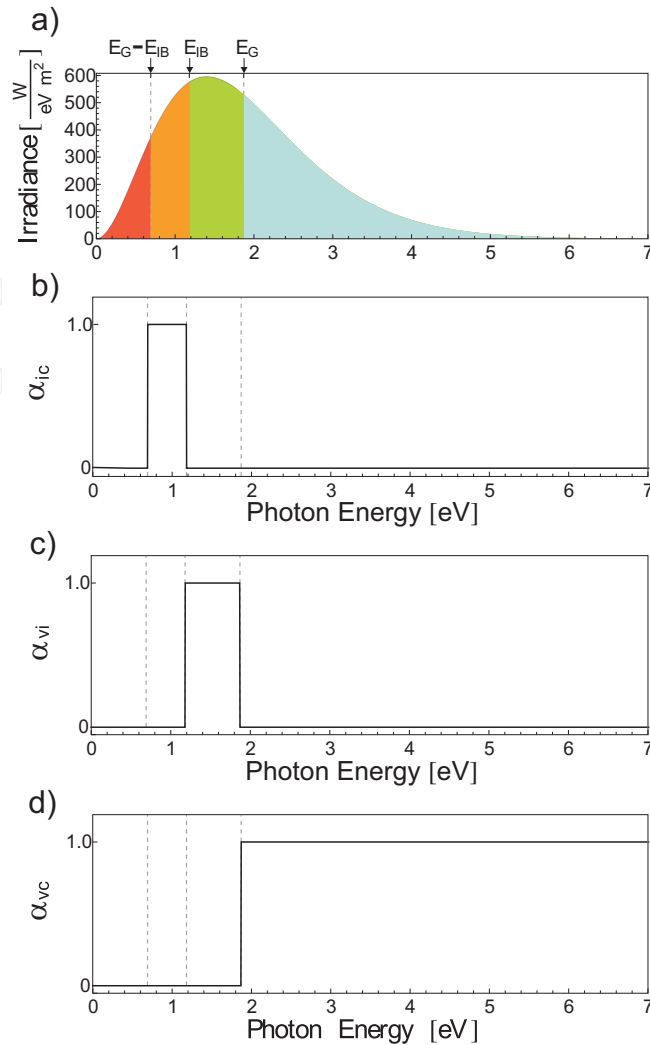 a)
E_G−E_IB E_IB E_G
Irradiance[ W / eV m² ]
600
500
400
300
200
100
0
0 1 2 3 4 5 6 7
b)
α_ic
1.0
0
0 1 2 3 4 5 6 7
Photon Energy [eV]
c)
α_vi
1.0
0
0 1 2 3 4 5 6 7
Photon Energy [eV]
d)
α_vc
1.0
0
0 1 2 3 4 5 6 7
Photon Energy [eV]